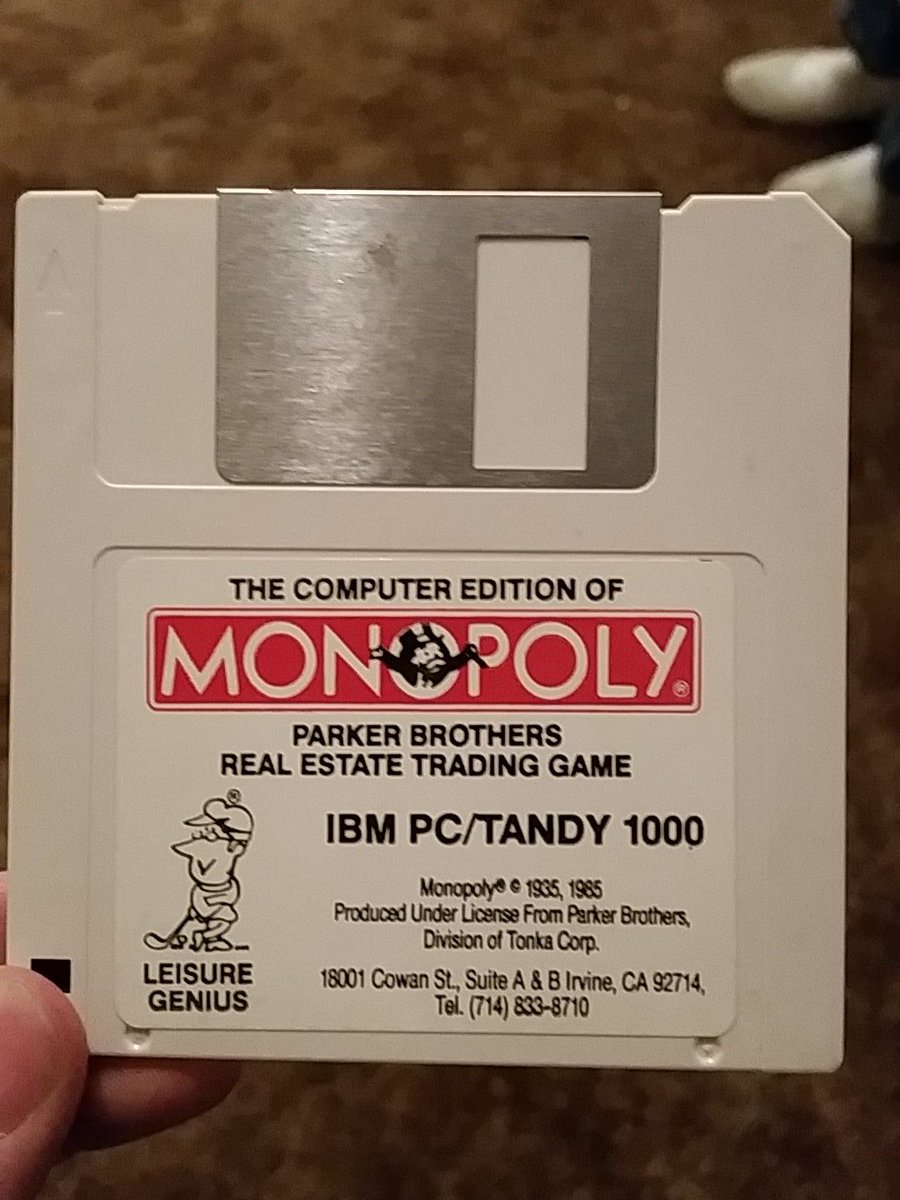 THE COMPUTER EDITION OF
MONOPOLY®
PARKER BROTHERS
REAL ESTATE TRADING GAME
®
IBM PC/TANDY 1000
Monopoly® © 1935, 1985
Produced Under License From Parker Brothers,
Division of Tonka Corp.
LEISURE
GENIUS
18001 Cowan St., Suite A & B Irvine, CA 92714,
Tel. (714) 833-8710